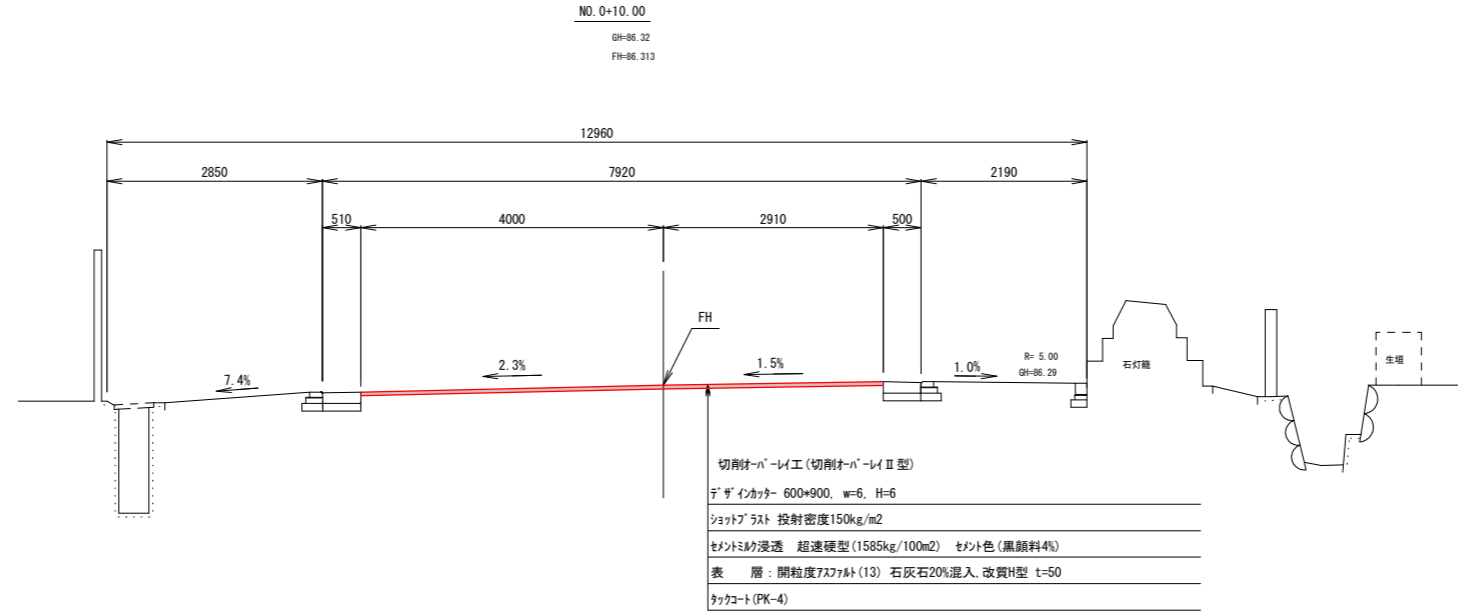 NO.0+10.00
GH=86.32
FH=86.313
12960
2850 7920 2190
510 4000 2910 500
FH
7.4% 2.3% 1.5% 1.0%
R= 5.00
GH=86.29
石灯籠
生垣
切削ｵｰﾊﾞｰﾚｲ工(切削ｵｰﾊﾞｰﾚｲⅡ型)
ﾃﾞｻﾞｲﾝｶｯﾀｰ 600*900, w=6, H=6
ｼｮｯﾄﾌﾞﾗｽﾄ 投射密度150kg/m2
ｾﾒﾝﾄﾐﾙｸ浸透 超速硬型(1585kg/100m2) ｾﾒﾝﾄ色(黒顔料4%)
表 層：開粒度ｱｽﾌｧﾙﾄ(13) 石灰石20%混入,改質H型 t=50
ﾀｯｸｺｰﾄ(PK-4)